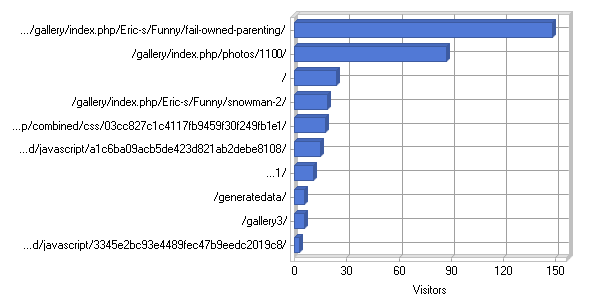 .../gallery/index.php/Eric-s/Funny/fail-owned-parenting/
/gallery/index.php/photos/1100/
/
/gallery/index.php/Eric-s/Funny/snowman-2/
...p/combined/css/03cc827c1c4117fb9459f30f249fb1e1/
...d/javascript/a1c6ba09acb5de423d821ab2debe8108/
...1/
/generatedata/
/gallery3/
...d/javascript/3345e2bc93e4489fec47b9eedc2019c8/
0 30 60 90 120 150
Visitors